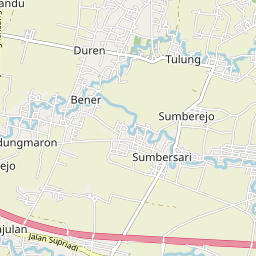 andu
Duren
Tulung
Bener
Sumberejo
dungmaron
Sumbersari
ejo
Jalan Supriadi
ajulan